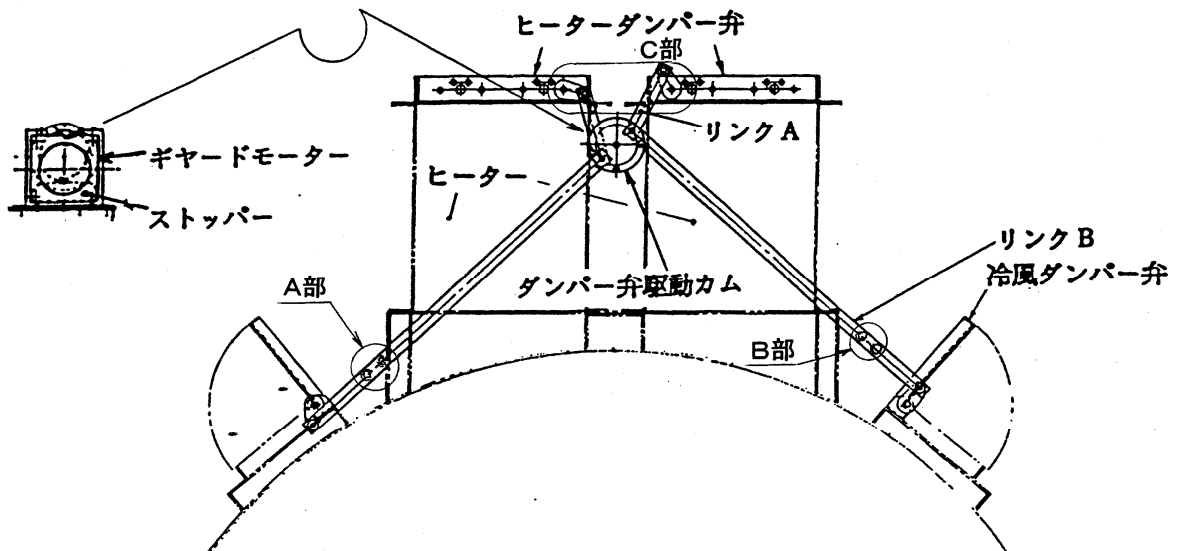 ヒーターダンパー弁
C部
リンクA
ギヤードモーター
ヒーター
ストッパー
リンクB
冷風ダンパー弁
ダンパー弁駆動カム
A部
B部